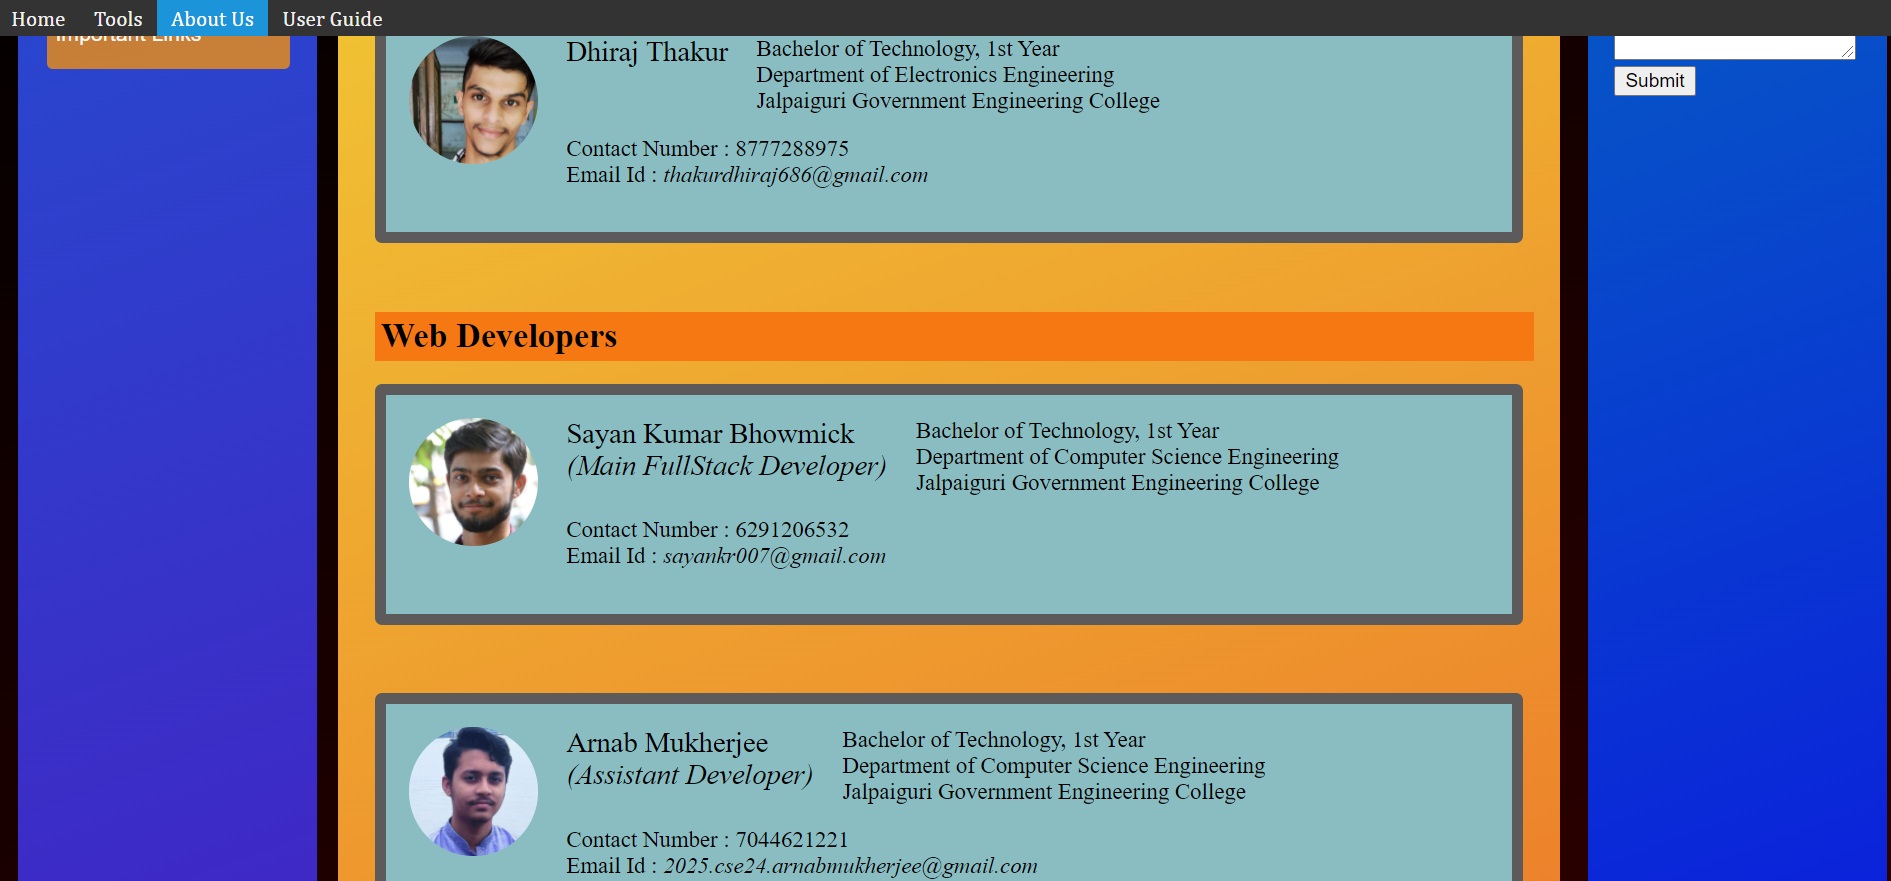 Home Tools About Us User Guide
Important Links
Dhiraj Thakur
Bachelor of Technology, 1st Year
Department of Electronics Engineering
Jalpaiguri Government Engineering College
Contact Number : 8777288975
Email Id : thakurdhiraj686@gmail.com
Submit
Web Developers
Sayan Kumar Bhowmick
(Main FullStack Developer)
Bachelor of Technology, 1st Year
Department of Computer Science Engineering
Jalpaiguri Government Engineering College
Contact Number : 6291206532
Email Id : sayankr007@gmail.com
Arnab Mukherjee
(Assistant Developer)
Bachelor of Technology, 1st Year
Department of Computer Science Engineering
Jalpaiguri Government Engineering College
Contact Number : 7044621221
Email Id : 2025.cse24.arnabmukherjee@gmail.com